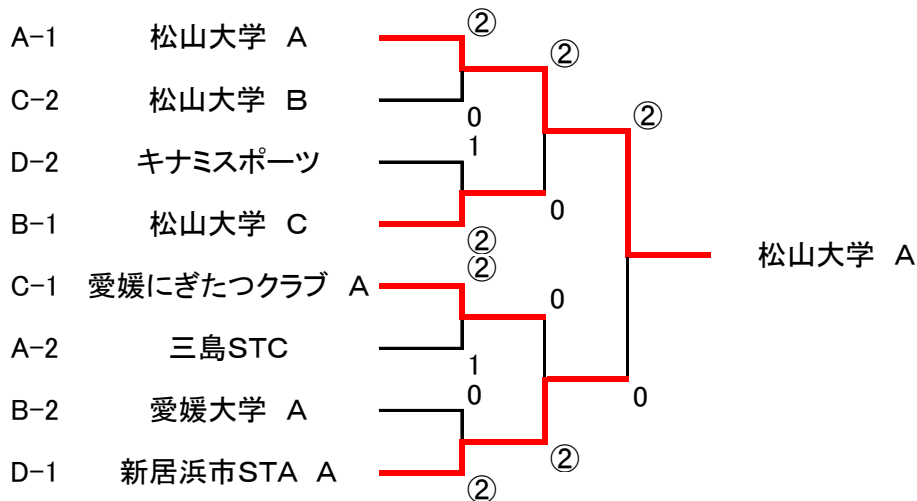 A-1 松山大学 A ②
②
C-2 松山大学 B ②
0
D-2 キナミスポーツ 1
0
B-1 松山大学 C ②
松山大学 A
C-1 愛媛にぎたつクラブ A ②
0
A-2 三島STC 1
0
B-2 愛媛大学 A 0
②
D-1 新居浜市STA A ②